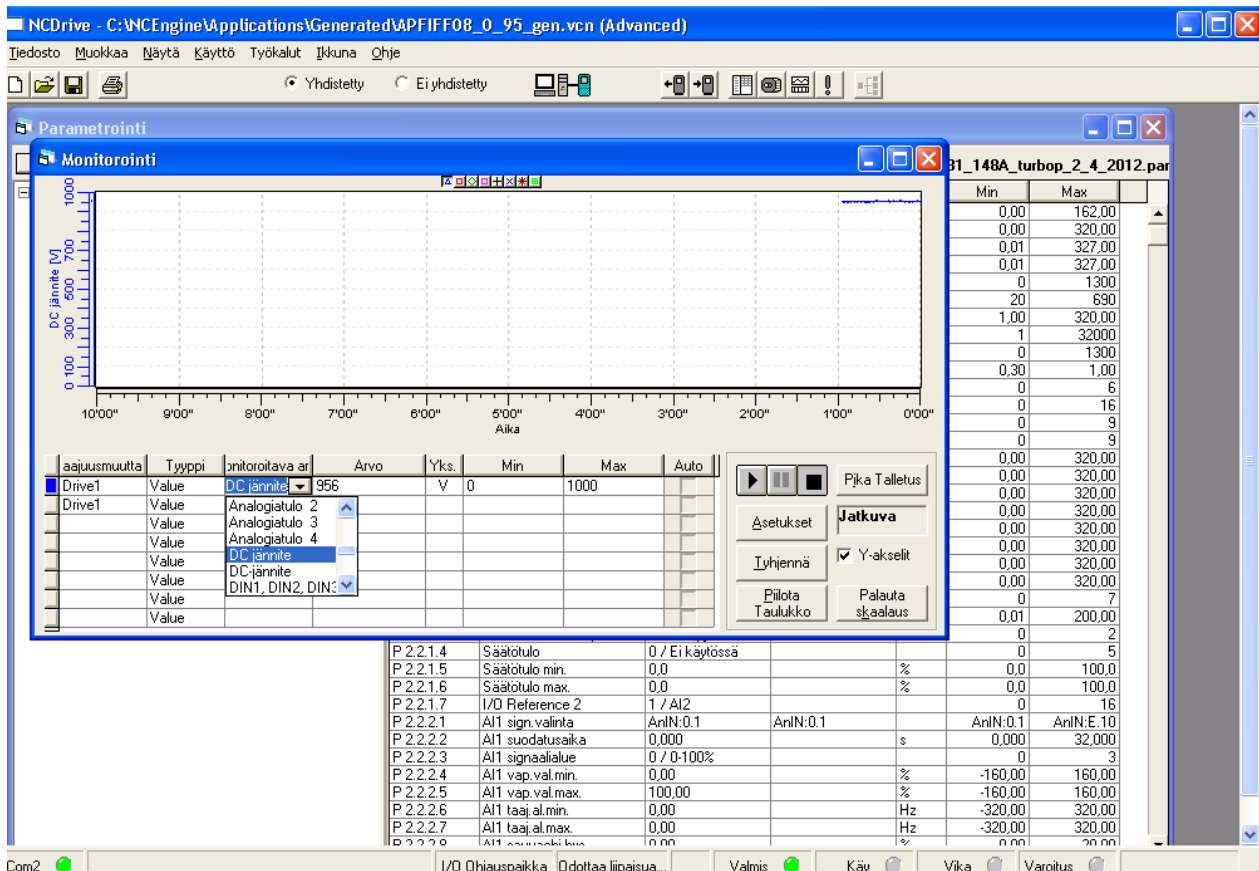 NCDrive - C:\NCEngine\Applications\Generated\APFIFF08_0_95_gen.vcn (Advanced)
Tiedosto Muokkaa Näytä Käyttö Työkalut Ikkuna Ohje
Yhdistetty Ei yhdistetty
Parametrointi
Monitorointi
31_148A_turbop_2_4_2012.par
Min Max
0,00 162,00
0,00 320,00
0,01 327,00
0,01 327,00
0 1300
20 690
1,00 320,00
1 32000
0 1300
0,30 1,00
0 6
0 16
0 9
0 9
0,00 320,00
0,00 320,00
0,00 320,00
0,00 320,00
0,00 320,00
0,00 320,00
0,00 320,00
0,00 320,00
0 7
0,01 200,00
0 2
DC jännite [V]
0 100 300 500 700 1000
10'00" 9'00" 8'00" 7'00" 6'00" 5'00" 4'00" 3'00" 2'00" 1'00" 0'00"
Aika
aajuusmuutta Tyyppi onitoroitava ar Arvo Yks. Min Max Auto
Drive1 Value DC jännite 956 V 0 1000
Drive1 Value
Value
Value
Value
Value
Value
Value
Analogiatulo 2
Analogiatulo 3
Analogiatulo 4
DC jännite
DC-jännite
DIN1, DIN2, DIN3
Pika Talletus
Asetukset Jatkuva
Tyhjennä Y-akselit
Piilota Taulukko
Palauta skaalaus
P 2.2.1.4 Säätötulo 0 / Ei käytössä 0 5
P 2.2.1.5 Säätötulo min. 0,0 % 0,0 100,0
P 2.2.1.6 Säätötulo max. 0,0 % 0,0 100,0
P 2.2.1.7 I/O Reference 2 1 / AI2 0 16
P 2.2.2.1 AI1 sign.valinta AnIN:0.1 AnIN:0.1 AnIN:0.1 AnIN:E.10
P 2.2.2.2 AI1 suodatusaika 0,000 s 0,000 32,000
P 2.2.2.3 AI1 signaalialue 0 / 0-100% 0 3
P 2.2.2.4 AI1 vap.val.min. 0,00 % -160,00 160,00
P 2.2.2.5 AI1 vap.val.max. 100,00 % -160,00 160,00
P 2.2.2.6 AI1 taaj.al.min. 0,00 Hz -320,00 320,00
P 2.2.2.7 AI1 taaj.al.max. 0,00 Hz -320,00 320,00
Com2 I/O Ohjauspaikka Odottaa liipaisua... Valmis Käy Vika Varoitus